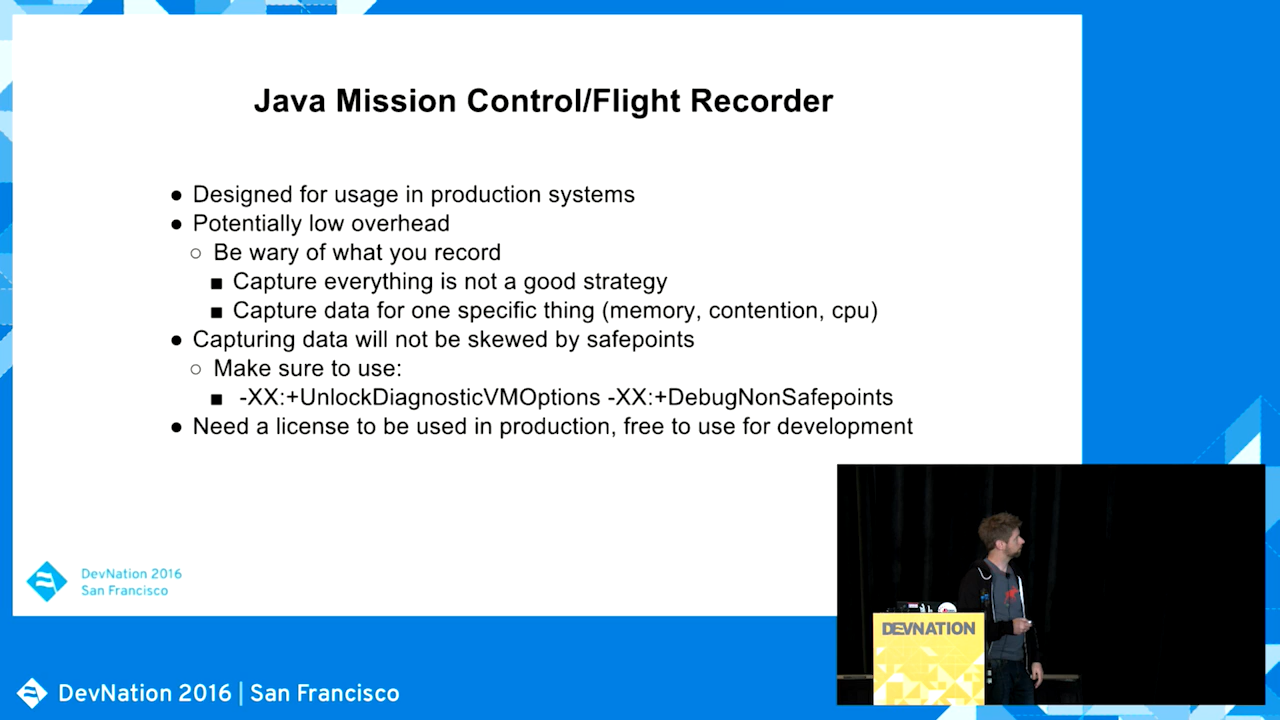 Java Mission Control/Flight Recorder
● Designed for usage in production systems
● Potentially low overhead
○ Be wary of what you record
■ Capture everything is not a good strategy
■ Capture data for one specific thing (memory, contention, cpu)
● Capturing data will not be skewed by safepoints
○ Make sure to use:
■ -XX:+UnlockDiagnosticVMOptions -XX:+DebugNonSafepoints
● Need a license to be used in production, free to use for development
DevNation 2016
San Francisco
DEVNATION
DevNation 2016 | San Francisco